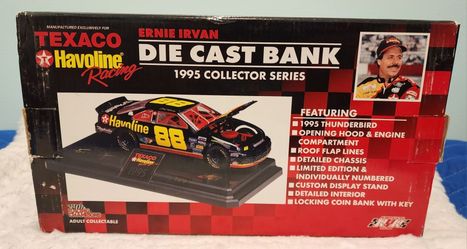 MANUFACTURED EXCLUSIVELY FOR
TEXACO
Havoline
Racing
ERNIE IRVAN
DIE CAST BANK
1995 COLLECTOR SERIES
Havoline
88
TEXACO
Havoline
FEATURING
1995 THUNDERBIRD
OPENING HOOD & ENGINE
COMPARTMENT
ROOF FLAP LINES
DETAILED CHASSIS
LIMITED EDITION &
INDIVIDUALLY NUMBERED
CUSTOM DISPLAY STAND
DETAILED INTERIOR
LOCKING COIN BANK WITH KEY
ADULT COLLECTABLE